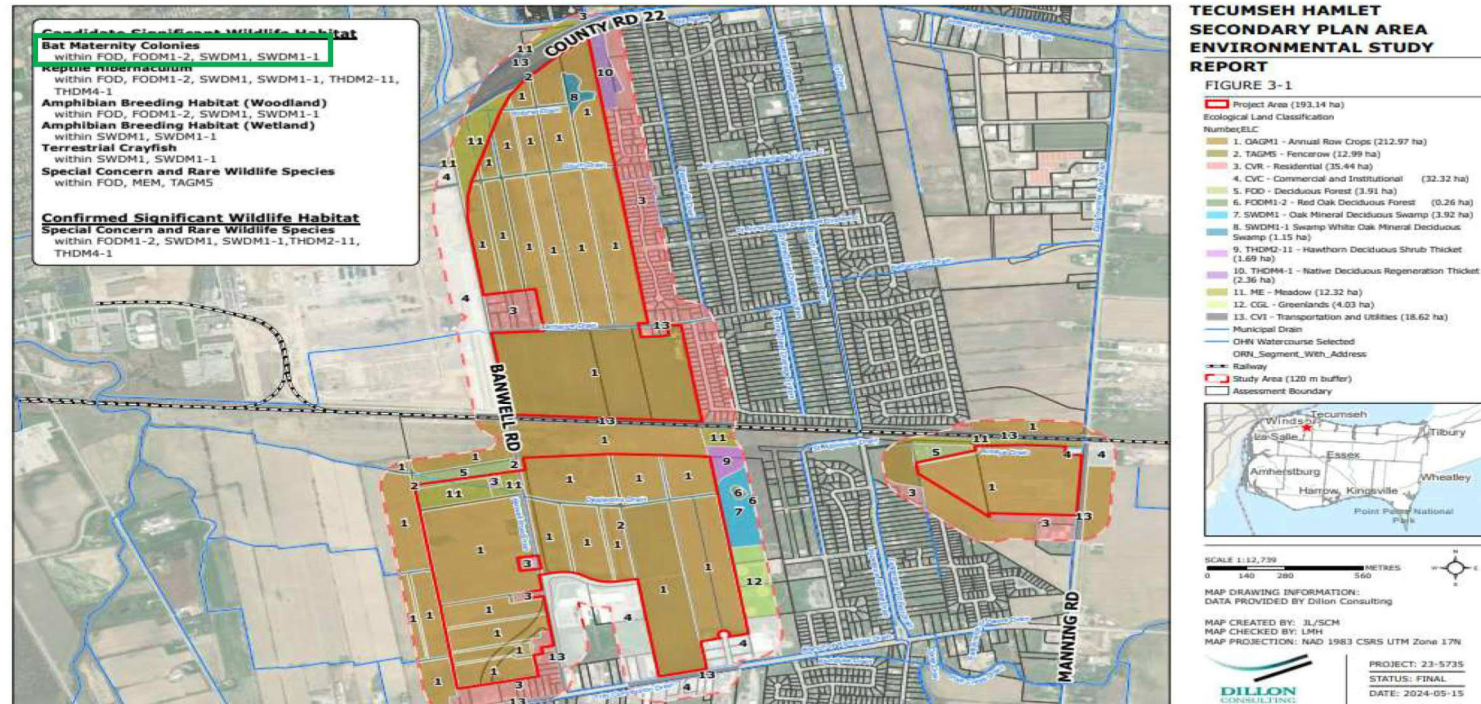 Candidate Significant Wildlife Habitat
Bat Maternity Colonies
within FOD, FODM1-2, SWDM1, SWDM1-1
Reptile Hibernaculum
within FOD, FODM1-2, SWDM1, SWDM1-1, THDM2-11,
THDM4-1
Amphibian Breeding Habitat (Woodland)
within FOD, FODM1-2, SWDM1, SWDM1-1
Amphibian Breeding Habitat (Wetland)
within SWDM1, SWDM1-1
Terrestrial Crayfish
within SWDM1, SWDM1-1
Special Concern and Rare Wildlife Species
within FOD, MEM, TAGM5
Confirmed Significant Wildlife Habitat
Special Concern and Rare Wildlife Species
within FODM1-2, SWDM1, SWDM1-1,THDM2-11,
THDM4-1
COUNTY RD 22
BANWELL RD
MANNING RD
TECUMSEH HAMLET
SECONDARY PLAN AREA
ENVIRONMENTAL STUDY
REPORT
FIGURE 3-1
Project Area (193.14 ha)
Ecological Land Classification
Number,ELC
1. OAGM1 - Annual Row Crops (212.97 ha)
2. TAGM5 - Fencerow (12.99 ha)
3. CVR - Residential (35.44 ha)
4. CVC - Commercial and Institutional (32.32 ha)
5. FOD - Deciduous Forest (3.91 ha)
6. FODM1-2 - Red Oak Deciduous Forest (0.26 ha)
7. SWDM1 - Oak Mineral Deciduous Swamp (3.92 ha)
8. SWDM1-1 Swamp White Oak Mineral Deciduous
Swamp (1.15 ha)
9. THDM2-11 - Hawthorn Deciduous Shrub Thicket
(1.69 ha)
10. THDM4-1 - Native Deciduous Regeneration Thicket
(2.36 ha)
11. ME - Meadow (12.32 ha)
12. CGL - Greenlands (4.03 ha)
13. CVI - Transportation and Utilities (18.62 ha)
Municipal Drain
OHN Watercourse Selected
ORN_Segment_With_Address
Railway
Study Area (120 m buffer)
Assessment Boundary
Windsor
Tecumseh
La Salle
Tilbury
Essex
Amherstburg
Wheatley
Harrow
Kingsville
Point Pelee National
Park
SCALE 1:12,739
METRES
0 140 280 560
N
W
E
S
MAP DRAWING INFORMATION:
DATA PROVIDED BY Dillon Consulting
MAP CREATED BY: JL/SCM
MAP CHECKED BY: LMH
MAP PROJECTION: NAD 1983 CSRS UTM Zone 17N
DILLON
CONSULTING
PROJECT: 23-5735
STATUS: FINAL
DATE: 2024-05-15